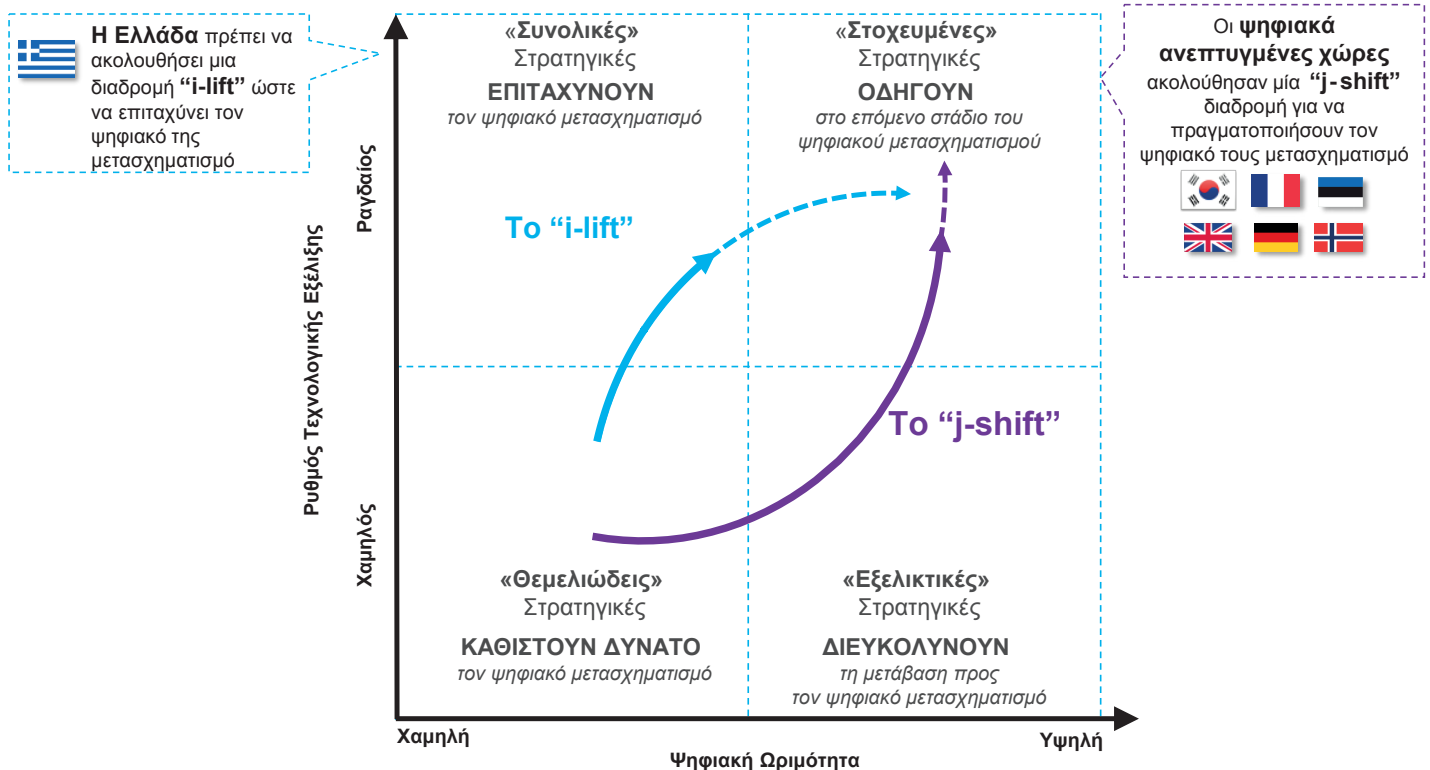 Η Ελλάδα πρέπει να
ακολουθήσει μια
διαδρομή “i-lift” ώστε
να επιταχύνει τον
ψηφιακό της
μετασχηματισμό
«Συνολικές»
Στρατηγικές
ΕΠΙΤΑΧΥΝΟΥΝ
τον ψηφιακό μετασχηματισμό
«Στοχευμένες»
Στρατηγικές
ΟΔΗΓΟΥΝ
στο επόμενο στάδιο του
ψηφιακού μετασχηματισμού
Οι ψηφιακά
ανεπτυγμένες χώρες
ακολούθησαν μία “j-shift”
διαδρομή για να
πραγματοποιήσουν τον
ψηφιακό τους μετασχηματισμό
Ρυθμός Τεχνολογικής Εξέλιξης
Ραγδαίος
Χαμηλός
Το “i-lift”
Το “j-shift”
«Θεμελιώδεις»
Στρατηγικές
ΚΑΘΙΣΤΟΥΝ ΔΥΝΑΤΟ
τον ψηφιακό μετασχηματισμό
«Εξελικτικές»
Στρατηγικές
ΔΙΕΥΚΟΛΥΝΟΥΝ
τη μετάβαση προς
τον ψηφιακό μετασχηματισμό
Χαμηλή
Υψηλή
Ψηφιακή Ωριμότητα